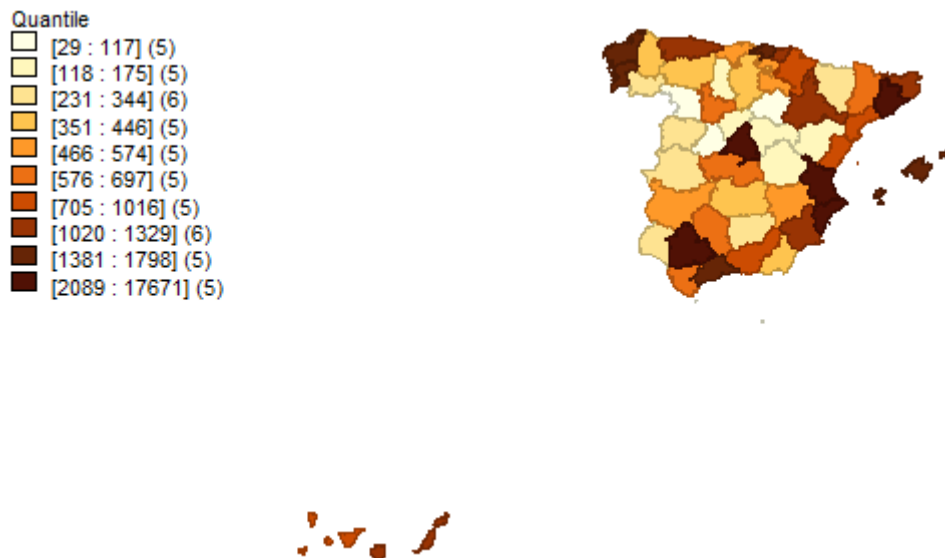 Quantile
[29 : 117] (5)
[118 : 175] (5)
[231 : 344] (6)
[351 : 446] (5)
[466 : 574] (5)
[576 : 697] (5)
[705 : 1016] (5)
[1020 : 1329] (6)
[1381 : 1798] (5)
[2089 : 17671] (5)